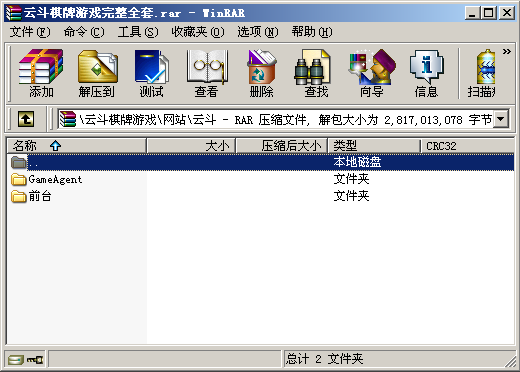 云斗棋牌游戏完整全套.rar - WinRAR
文件(F) 命令(C) 工具(S) 收藏夹(O) 选项(N) 帮助(H)
添加 解压到 测试 查看 删除 查找 向导 信息 扫描
\云斗棋牌游戏\网站\云斗 - RAR 压缩文件, 解包大小为 2,817,013,078 字节
名称 大小 压缩后大小 类型 CRC32
.. 本地磁盘
GameAgent 文件夹
前台 文件夹
总计 2 文件夹